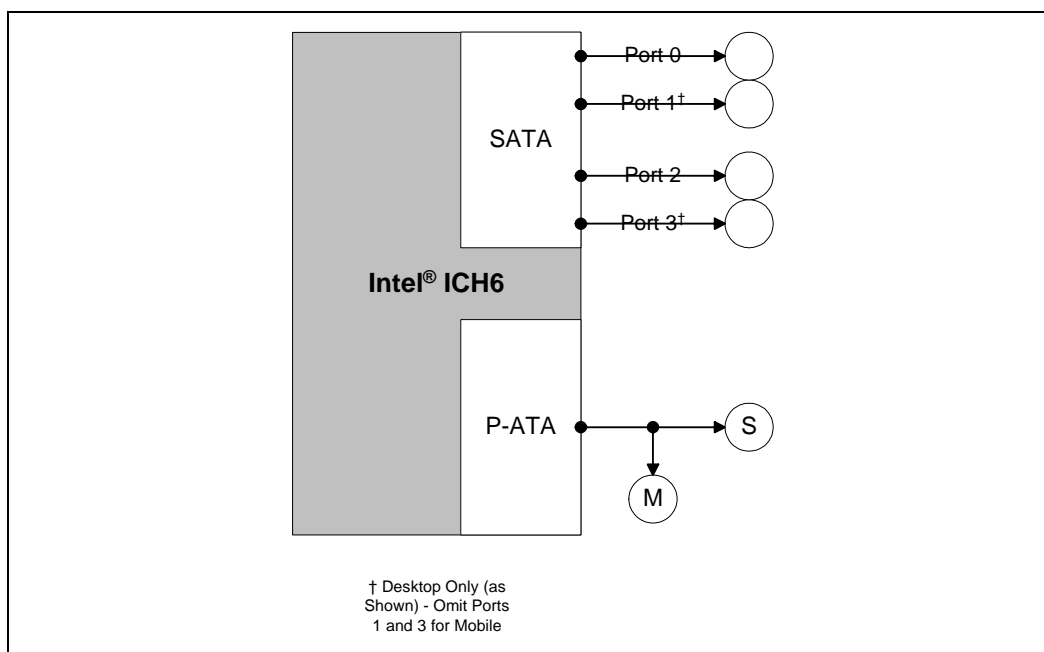 Port 0
Port 1†
SATA
Port 2
Port 3†
Intel® ICH6
P-ATA
S
M
† Desktop Only (as
Shown) - Omit Ports
1 and 3 for Mobile